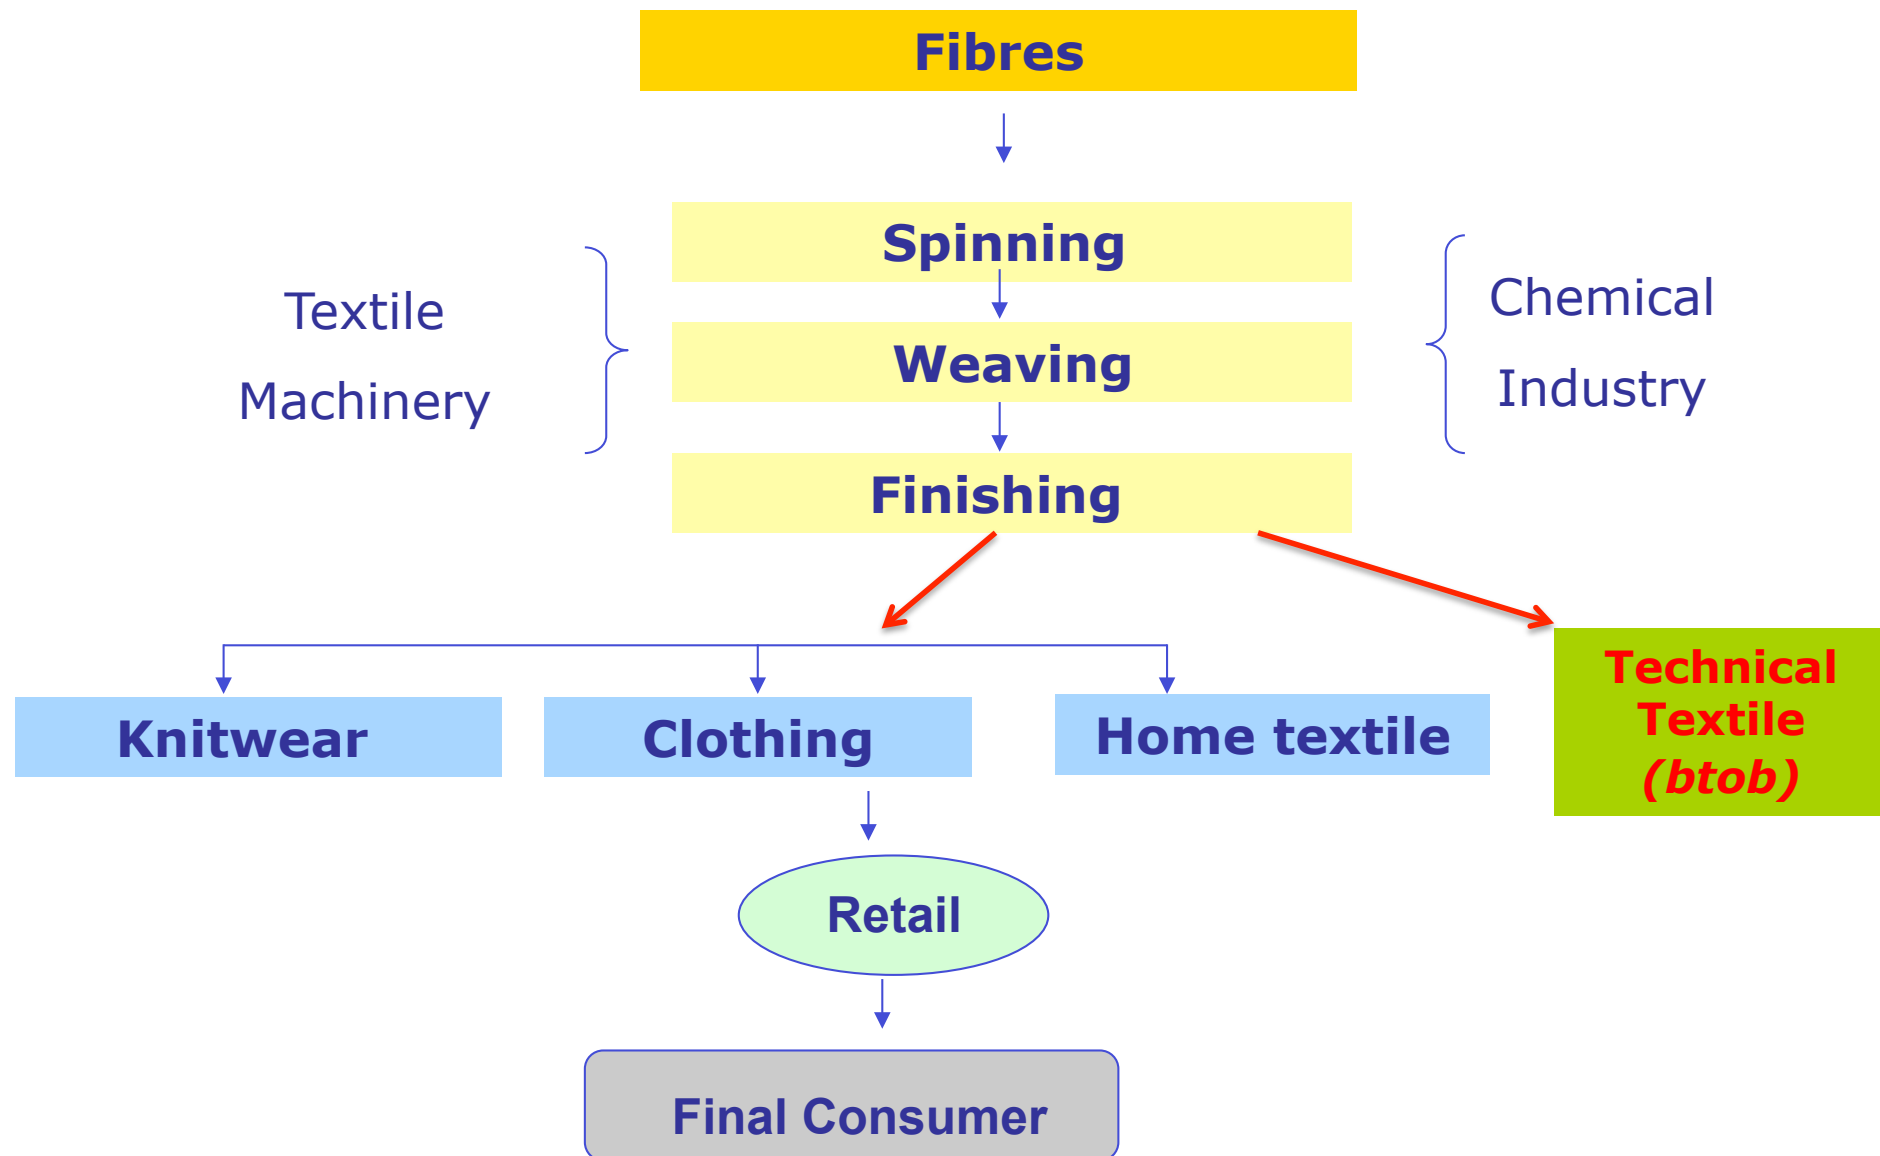 Fibres
Spinning
Textile
Machinery
Weaving
Chemical
Industry
Finishing
Knitwear
Clothing
Home textile
Technical
Textile
(btob)
Retail
Final Consumer